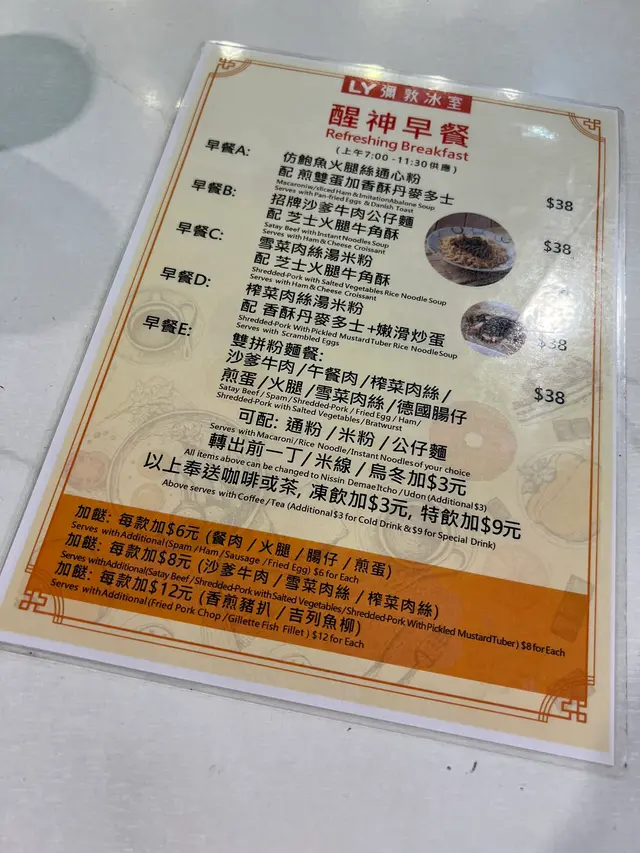 LY 彌敦冰室
醒神早餐
Refreshing Breakfast
(上午7:00 -11:30供應)
早餐A:
仿鮑魚火腿絲通心粉
配 煎雙蛋加香酥丹麥多士
Macaroni w/sliced Ham & Imitation Abalone Soup
Serves with Pan-fried Eggs & Danish Toast
$38
早餐B:
招牌沙爹牛肉公仔麵
配 芝士火腿牛角酥
Satay Beef with Instant Noodles Soup
Serves with Ham & Cheese Croissant
$38
早餐C:
雪菜肉絲湯米粉
配 芝士火腿牛角酥
Shredded-Pork with Salted Vegetables Rice Noodle Soup
Serves with Ham & Cheese Croissant
早餐D:
榨菜肉絲湯米粉
配 香酥丹麥多士+嫩滑炒蛋
Shredded-Pork With Pickled Mustard Tuber Rice Noodle Soup
Serves with Scrambled Eggs
$38
早餐E:
雙拼粉麵餐:
沙爹牛肉/午餐肉/榨菜肉絲/
煎蛋/火腿/雪菜肉絲/德國腸仔
$38
Satay Beef / Spam / Shredded-Pork / Fried Egg / Ham /
Shredded-Pork with Salted Vegetables / Bratwurst
可配: 通粉/米粉/公仔麵
Serves with Macaroni / Rice Noodle / Instant Noodles of your choice
轉出前一丁/米線/烏冬加$3元
All items above can be changed to Nissin Demae Itcho / Udon (Additional $3)
以上奉送咖啡或茶, 凍飲加$3元, 特飲加$9元
Above serves with Coffee / Tea (Additional $3 for Cold Drink & $9 for Special Drink)
加餸: 每款加$6元 (餐肉/火腿/腸仔/煎蛋)
Serves with Additional (Spam / Ham / Sausage / Fried Egg) $6 for Each
加餸: 每款加$8元 (沙爹牛肉/雪菜肉絲/榨菜肉絲)
Serves with Additional (Satay Beef / Shredded-Pork with Salted Vegetables / Shredded-Pork With Pickled Mustard Tuber) $8 for Each
加餸: 每款加$12元 (香煎豬扒/吉列魚柳)
Serves with Additional (Fried Pork Chop / Gillette Fish Fillet) $12 for Each